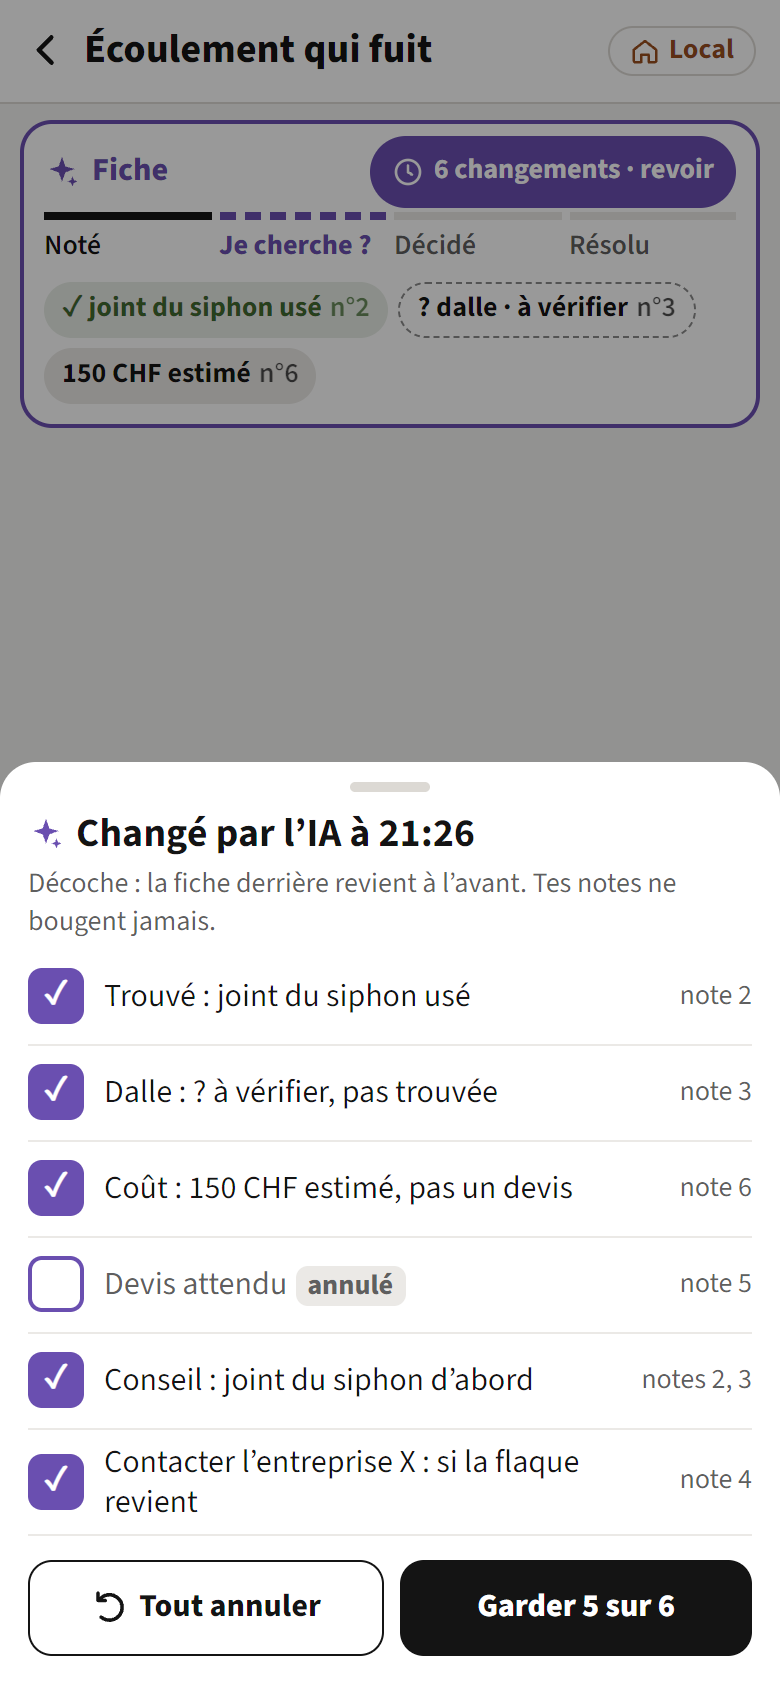 Écoulement qui fuit
Local
Fiche
6 changements · revoir
Noté
Je cherche ?
Décidé
Résolu
✓ joint du siphon usé n°2
? dalle · à vérifier n°3
150 CHF estimé n°6
Changé par l’IA à 21:26
Décoche : la fiche derrière revient à l’avant. Tes notes ne
bougent jamais.
Trouvé : joint du siphon usé
note 2
Dalle : ? à vérifier, pas trouvée
note 3
Coût : 150 CHF estimé, pas un devis
note 6
Devis attendu annulé
note 5
Conseil : joint du siphon d’abord
notes 2, 3
Contacter l’entreprise X : si la flaque
revient
note 4
Tout annuler
Garder 5 sur 6